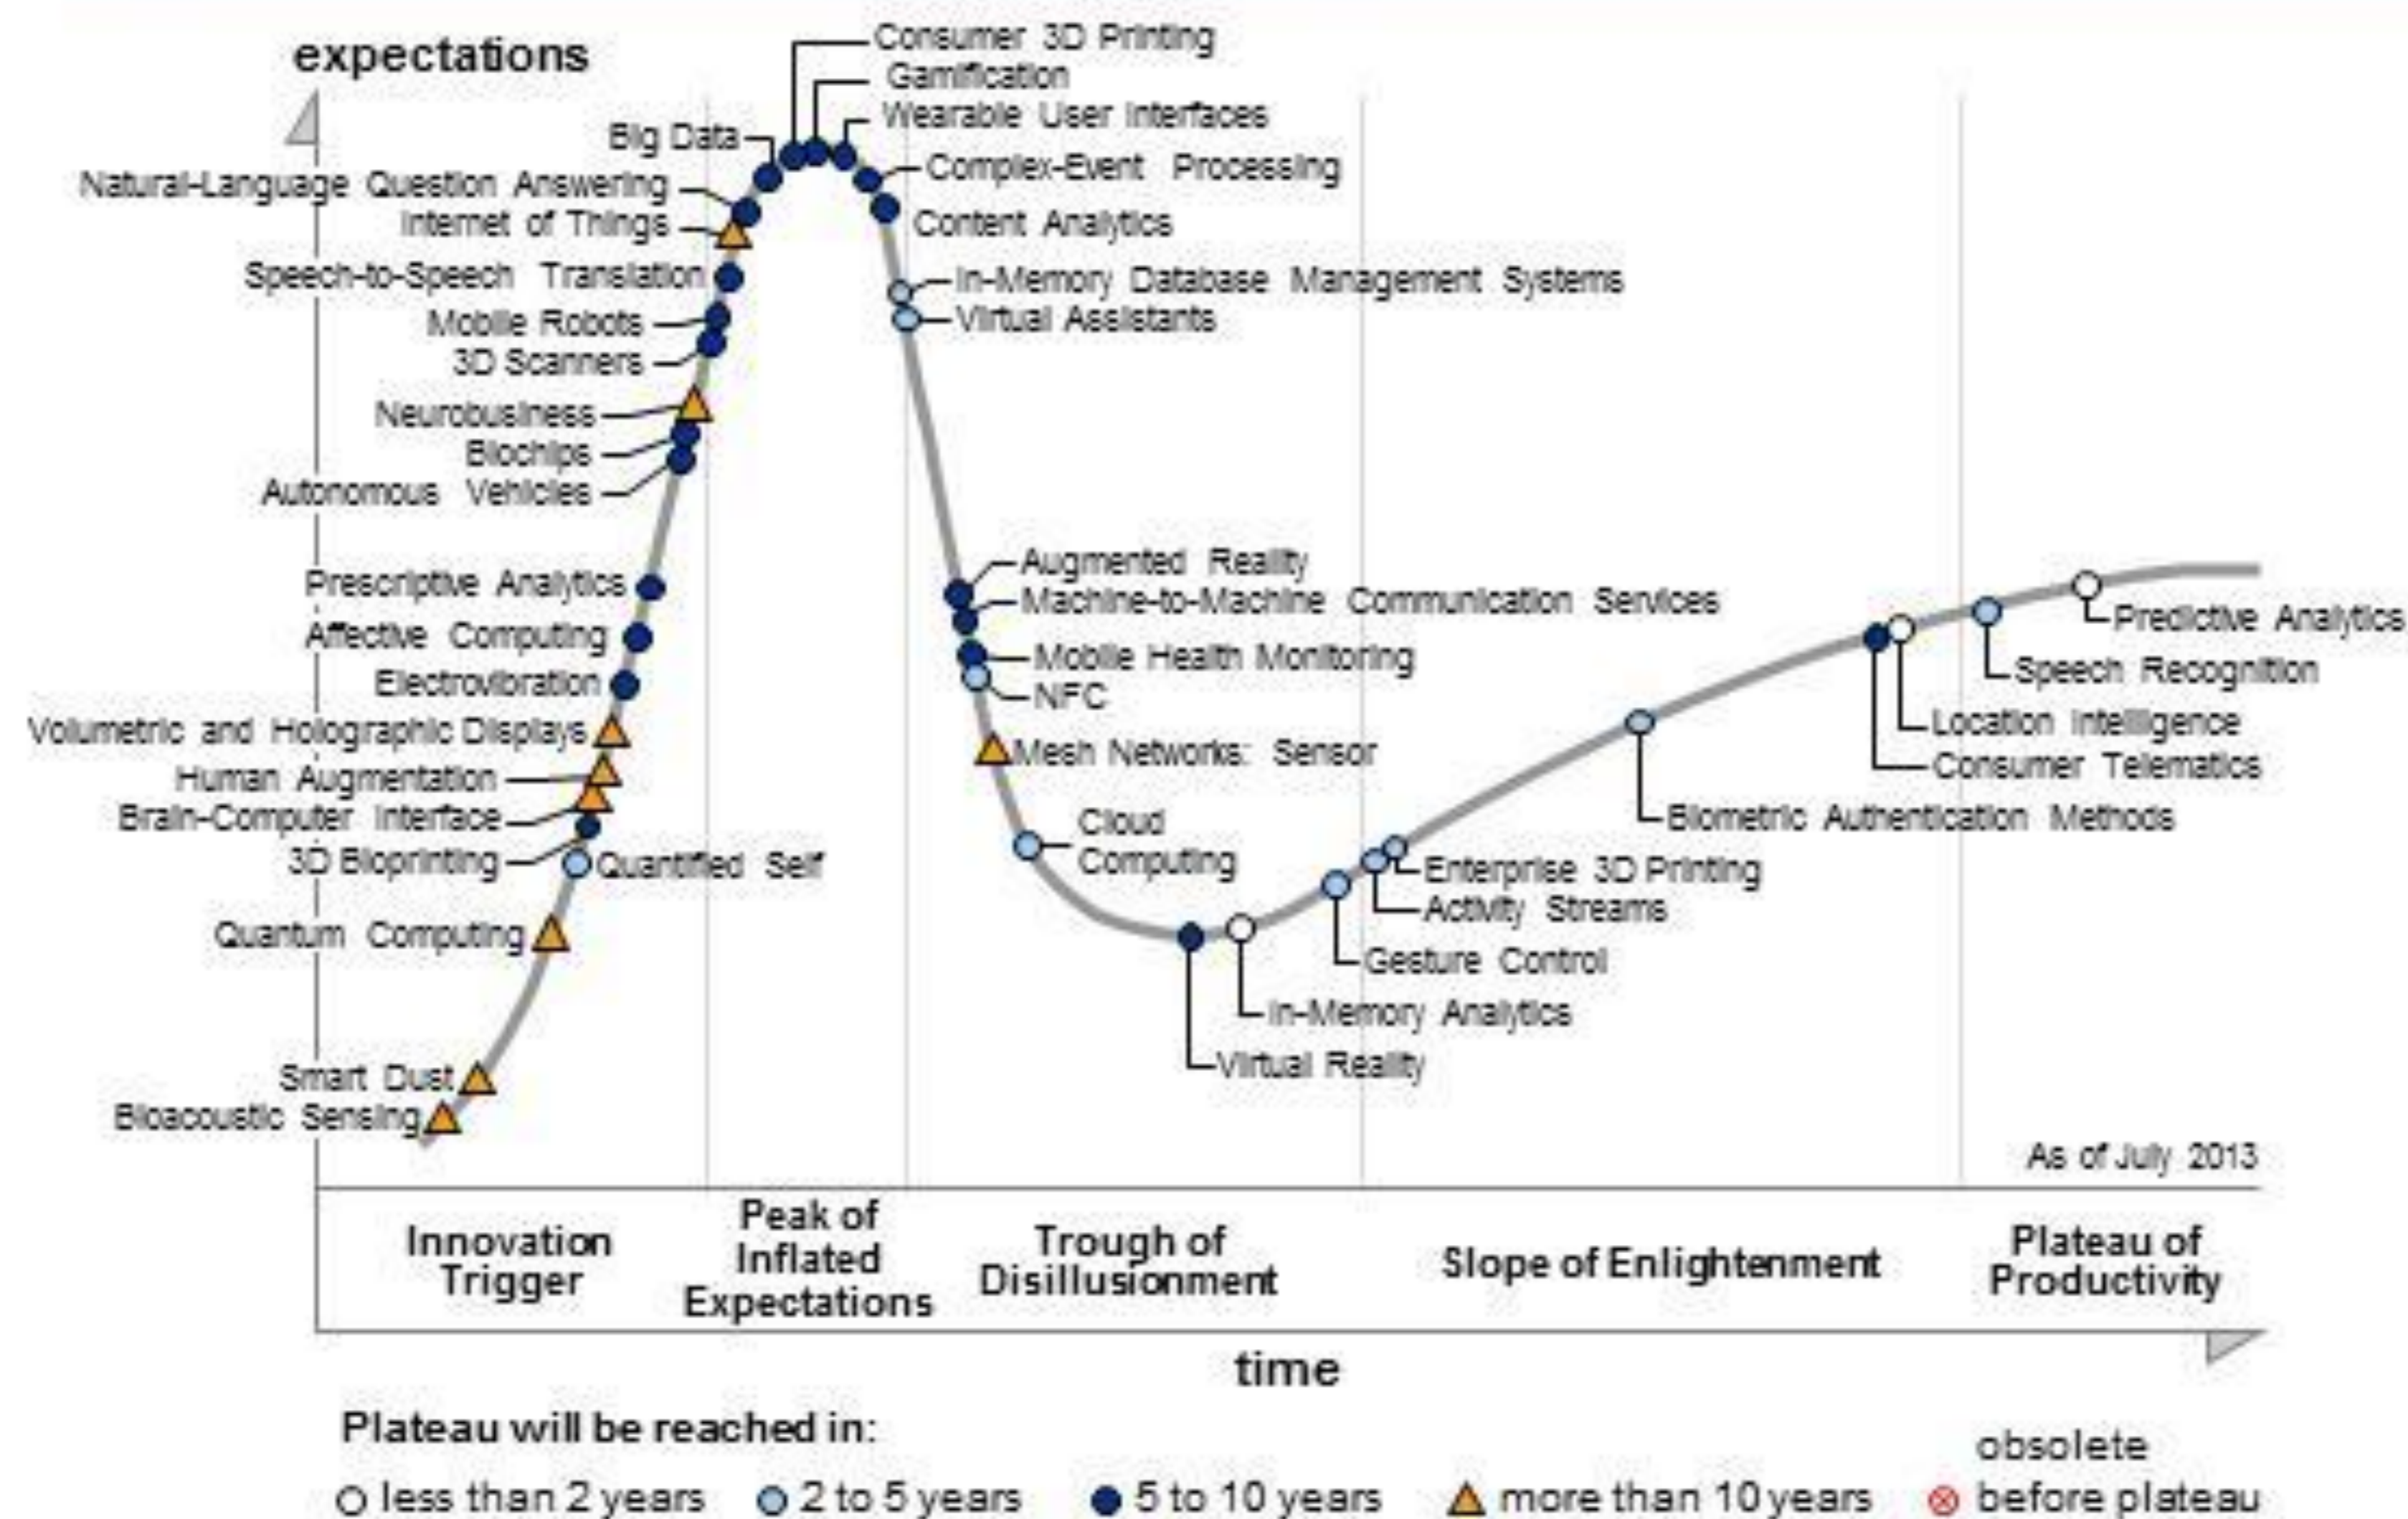 expectations
Consumer 3D Printing
Gamification
Wearable User Interfaces
Big Data
Complex-Event Processing
Natural-Language Question Answering
Internet of Things
Content Analytics
Speech-to-Speech Translation
In-Memory Database Management Systems
Mobile Robots
Virtual Assistants
3D Scanners
Neurobusiness
Biochips
Autonomous Vehicles
Augmented Reality
Prescriptive Analytics
Machine-to-Machine Communication Services
Predictive Analytics
Affective Computing
Mobile Health Monitoring
Speech Recognition
Electrovibration
NFC
Volumetric and Holographic Displays
Location Intelligence
Mesh Networks: Sensor
Consumer Telematics
Human Augmentation
Brain-Computer Interface
Biometric Authentication Methods
Cloud
Computing
3D Bioprinting
Quantified Self
Enterprise 3D Printing
Activity Streams
Quantum Computing
Gesture Control
In-Memory Analytics
Virtual Reality
Smart Dust
Bioacoustic Sensing
As of July 2013
Innovation
Trigger
Peak of
Inflated
Expectations
Trough of
Disillusionment
Slope of Enlightenment
Plateau of
Productivity
time
Plateau will be reached in:
less than 2 years
2 to 5 years
5 to 10 years
more than 10 years
obsolete
before plateau